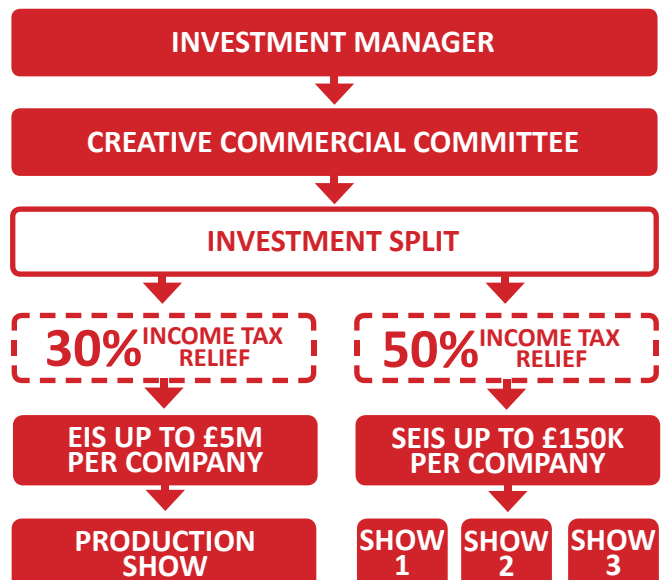 INVESTMENT MANAGER
CREATIVE COMMERCIAL COMMITTEE
INVESTMENT SPLIT
30% INCOME TAX
RELIEF
50% INCOME TAX
RELIEF
EIS UP TO £5M
PER COMPANY
SEIS UP TO £150K
PER COMPANY
PRODUCTION
SHOW
SHOW
1
SHOW
2
SHOW
3